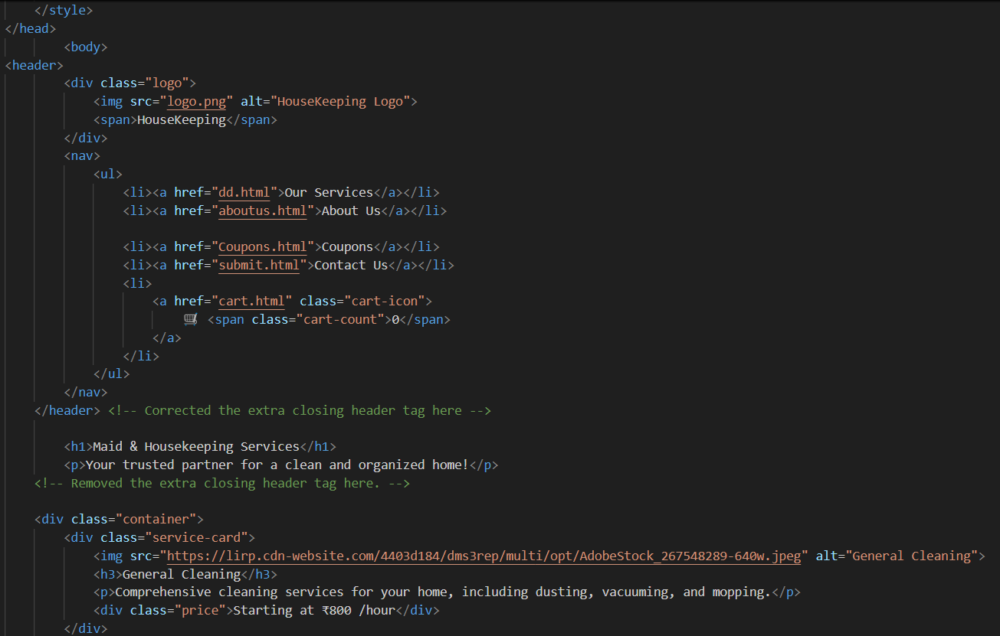 </style>
</head>
<body>
<header>
<div class="logo">
<img src="logo.png" alt="HouseKeeping Logo">
<span>HouseKeeping</span>
</div>
<nav>
<ul>
<li><a href="dd.html">Our Services</a></li>
<li><a href="aboutus.html">About Us</a></li>
<li><a href="Coupons.html">Coupons</a></li>
<li><a href="submit.html">Contact Us</a></li>
<li>
<a href="cart.html" class="cart-icon">
🛒 <span class="cart-count">0</span>
</a>
</li>
</ul>
</nav>
</header> <!-- Corrected the extra closing header tag here -->
<h1>Maid & Housekeeping Services</h1>
<p>Your trusted partner for a clean and organized home!</p>
<!-- Removed the extra closing header tag here. -->
<div class="container">
<div class="service-card">
<img src="https://lirp.cdn-website.com/4403d184/dms3rep/multi/opt/AdobeStock_267548289-640w.jpeg" alt="General Cleaning">
<h3>General Cleaning</h3>
<p>Comprehensive cleaning services for your home, including dusting, vacuuming, and mopping.</p>
<div class="price">Starting at ₹800 /hour</div>
</div>